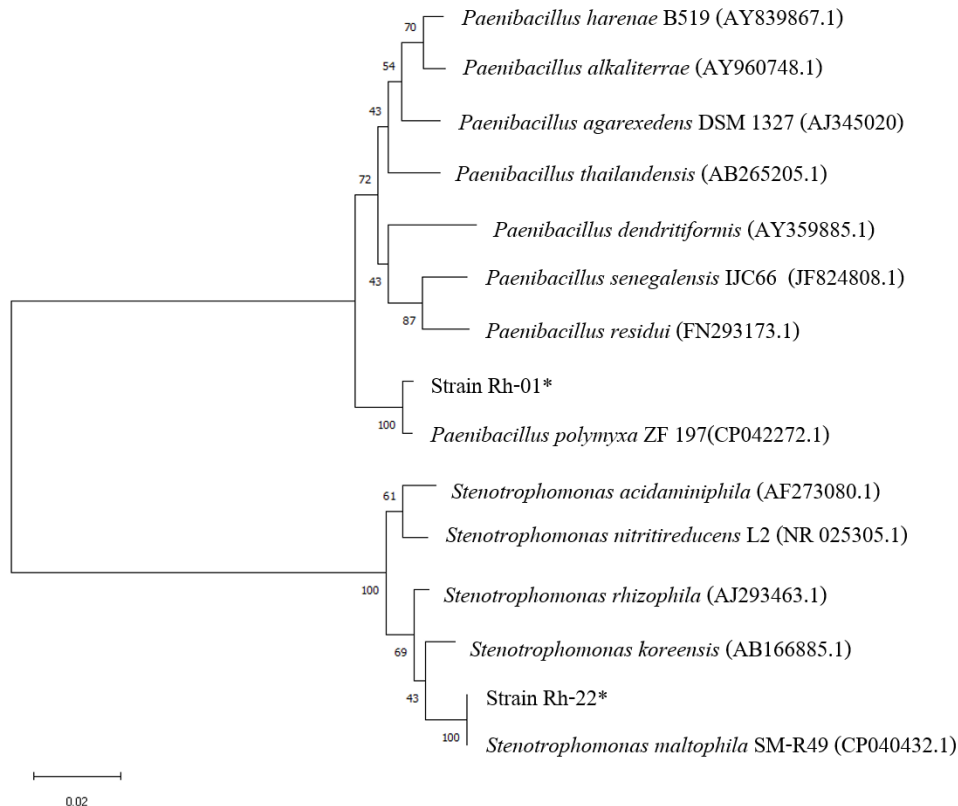 70
Paenibacillus harenae B519 (AY839867.1)
54
Paenibacillus alkaliterrae (AY960748.1)
43
Paenibacillus agarexedens DSM 1327 (AJ345020)
72
Paenibacillus thailandensis (AB265205.1)
Paenibacillus dendritiformis (AY359885.1)
43
Paenibacillus senegalensis IJC66 (JF824808.1)
87
Paenibacillus residui (FN293173.1)
Strain Rh-01*
100
Paenibacillus polymyxa ZF 197(CP042272.1)
61
Stenotrophomonas acidaminiphila (AF273080.1)
Stenotrophomonas nitritireducens L2 (NR 025305.1)
100
Stenotrophomonas rhizophila (AJ293463.1)
69
Stenotrophomonas koreensis (AB166885.1)
43
Strain Rh-22*
100
Stenotrophomonas maltophila SM-R49 (CP040432.1)
0.02